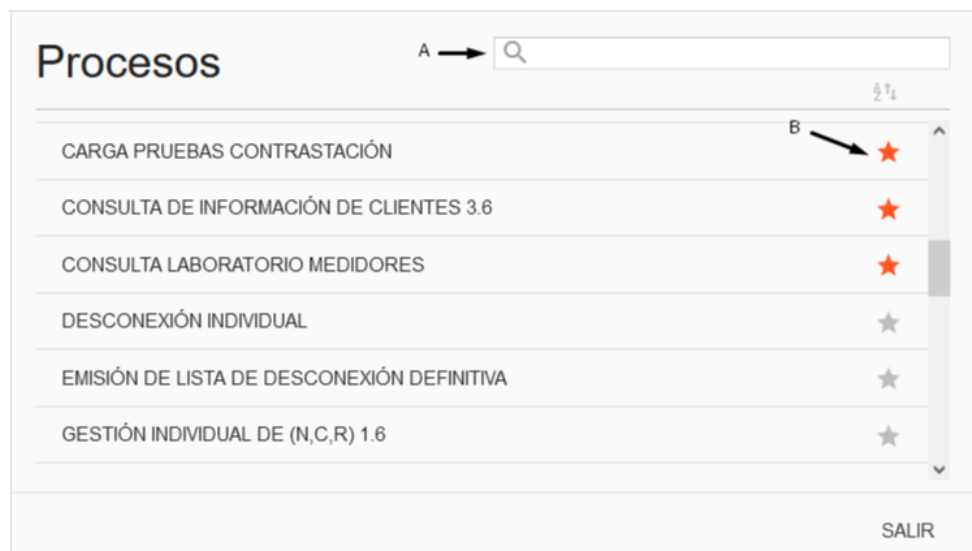 Procesos
A
B
CARGA PRUEBAS CONTRASTACIÓN
CONSULTA DE INFORMACIÓN DE CLIENTES 3.6
CONSULTA LABORATORIO MEDIDORES
DESCONEXIÓN INDIVIDUAL
EMISIÓN DE LISTA DE DESCONEXIÓN DEFINITIVA
GESTIÓN INDIVIDUAL DE (N,C,R) 1.6
SALIR